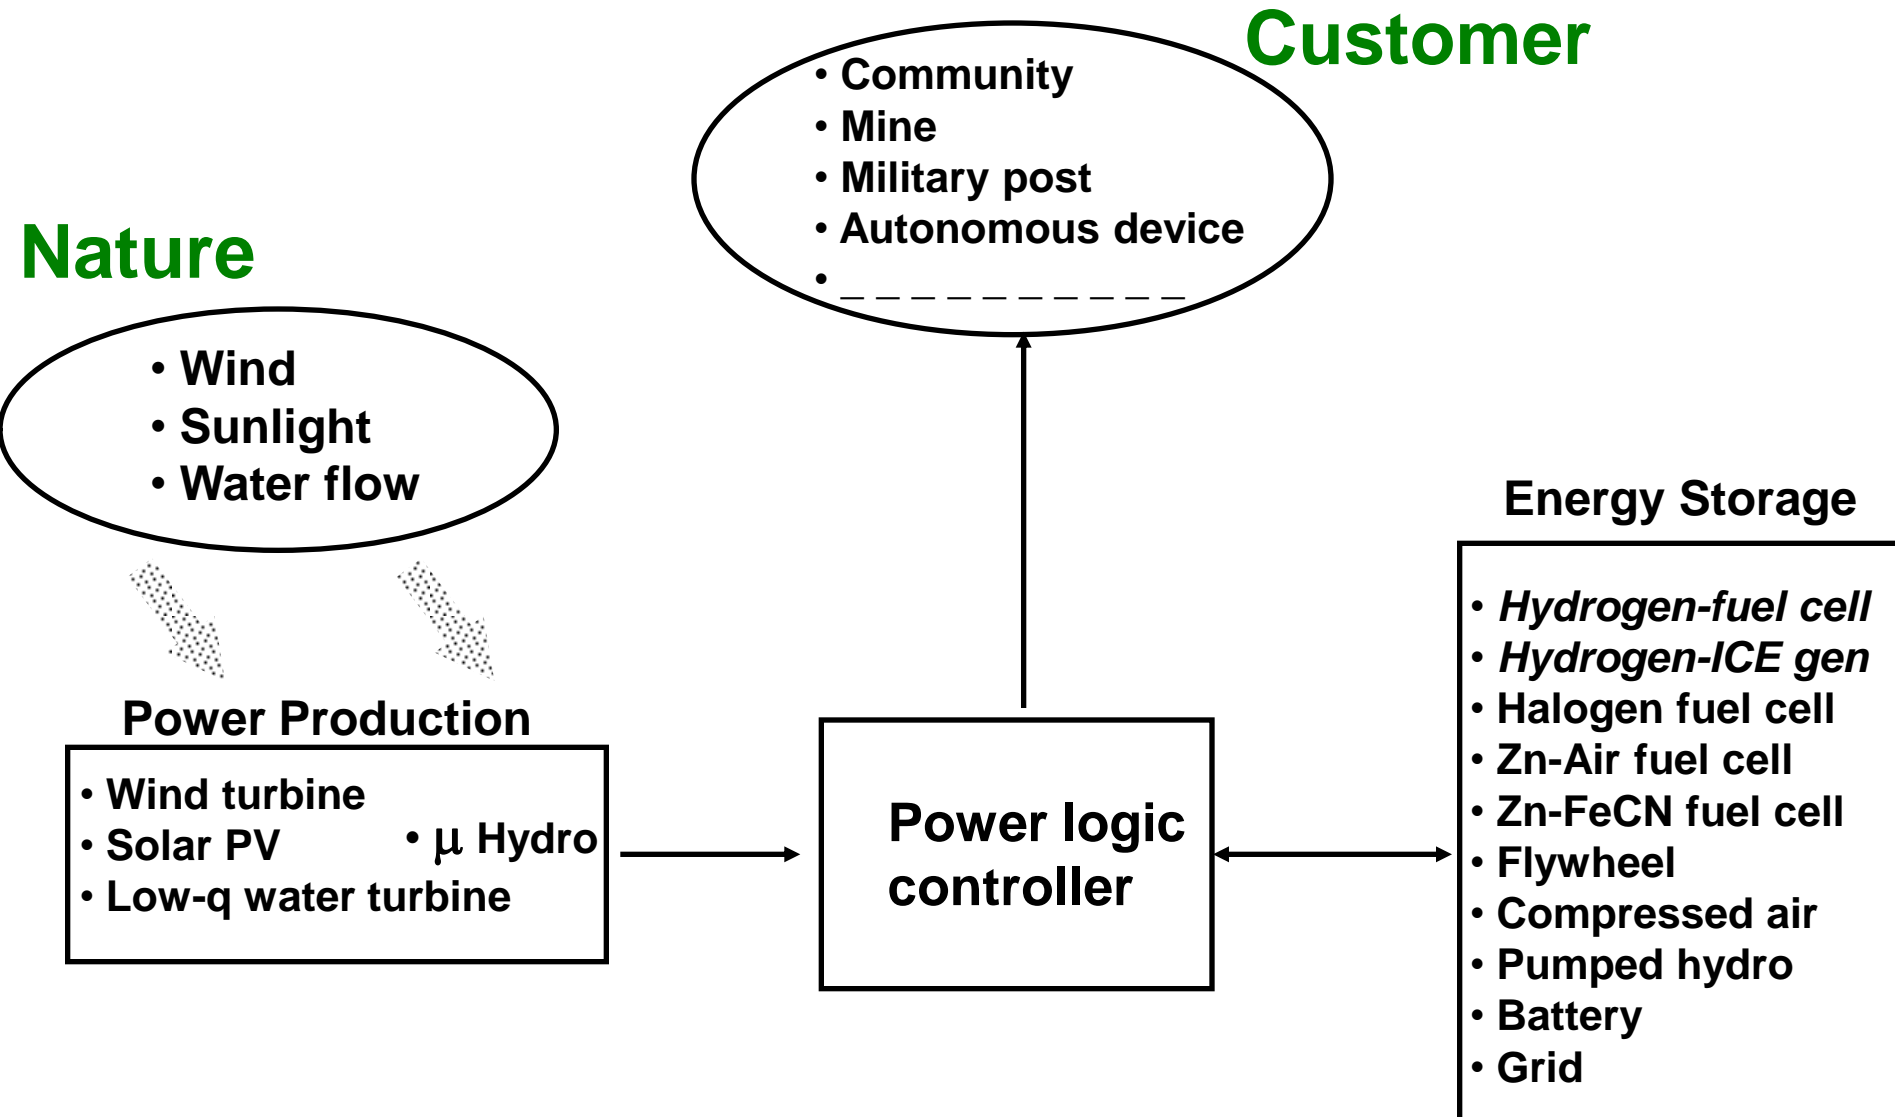 Customer
• Community
• Mine
• Military post
• Autonomous device
• _ _ _ _ _ _ _ _ _ _
Nature
• Wind
• Sunlight
• Water flow
Power Production
• Wind turbine
• Solar PV • μ Hydro
• Low-q water turbine
Power logic
controller
Energy Storage
• Hydrogen-fuel cell
• Hydrogen-ICE gen
• Halogen fuel cell
• Zn-Air fuel cell
• Zn-FeCN fuel cell
• Flywheel
• Compressed air
• Pumped hydro
• Battery
• Grid